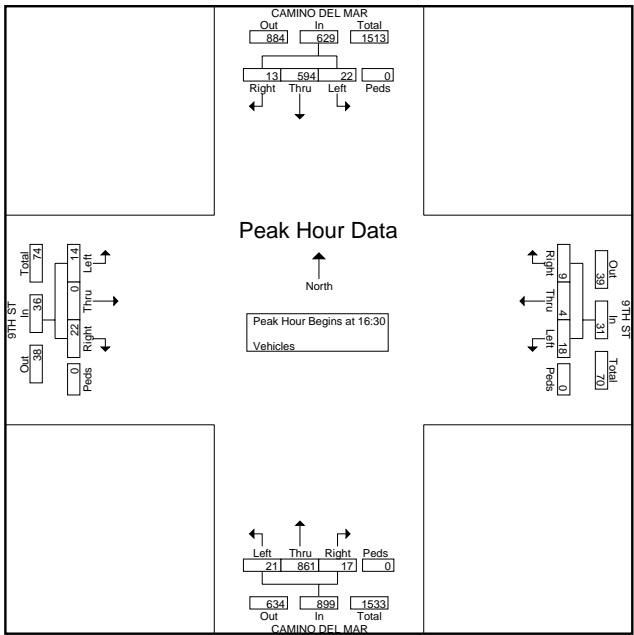 CAMINO DEL MAR
Out In Total
884 629 1513
13 594 22 0
Right Thru Left Peds
Peak Hour Data
North
Peak Hour Begins at 16:30
Vehicles
9TH ST
Total In Out
74 36 38
14 0 22 0
Left Thru Right Peds
9TH ST
Out In Total
39 31 70
9 4 18 0
Right Thru Left Peds
Left Thru Right Peds
21 861 17 0
634 899 1533
Out In Total
CAMINO DEL MAR